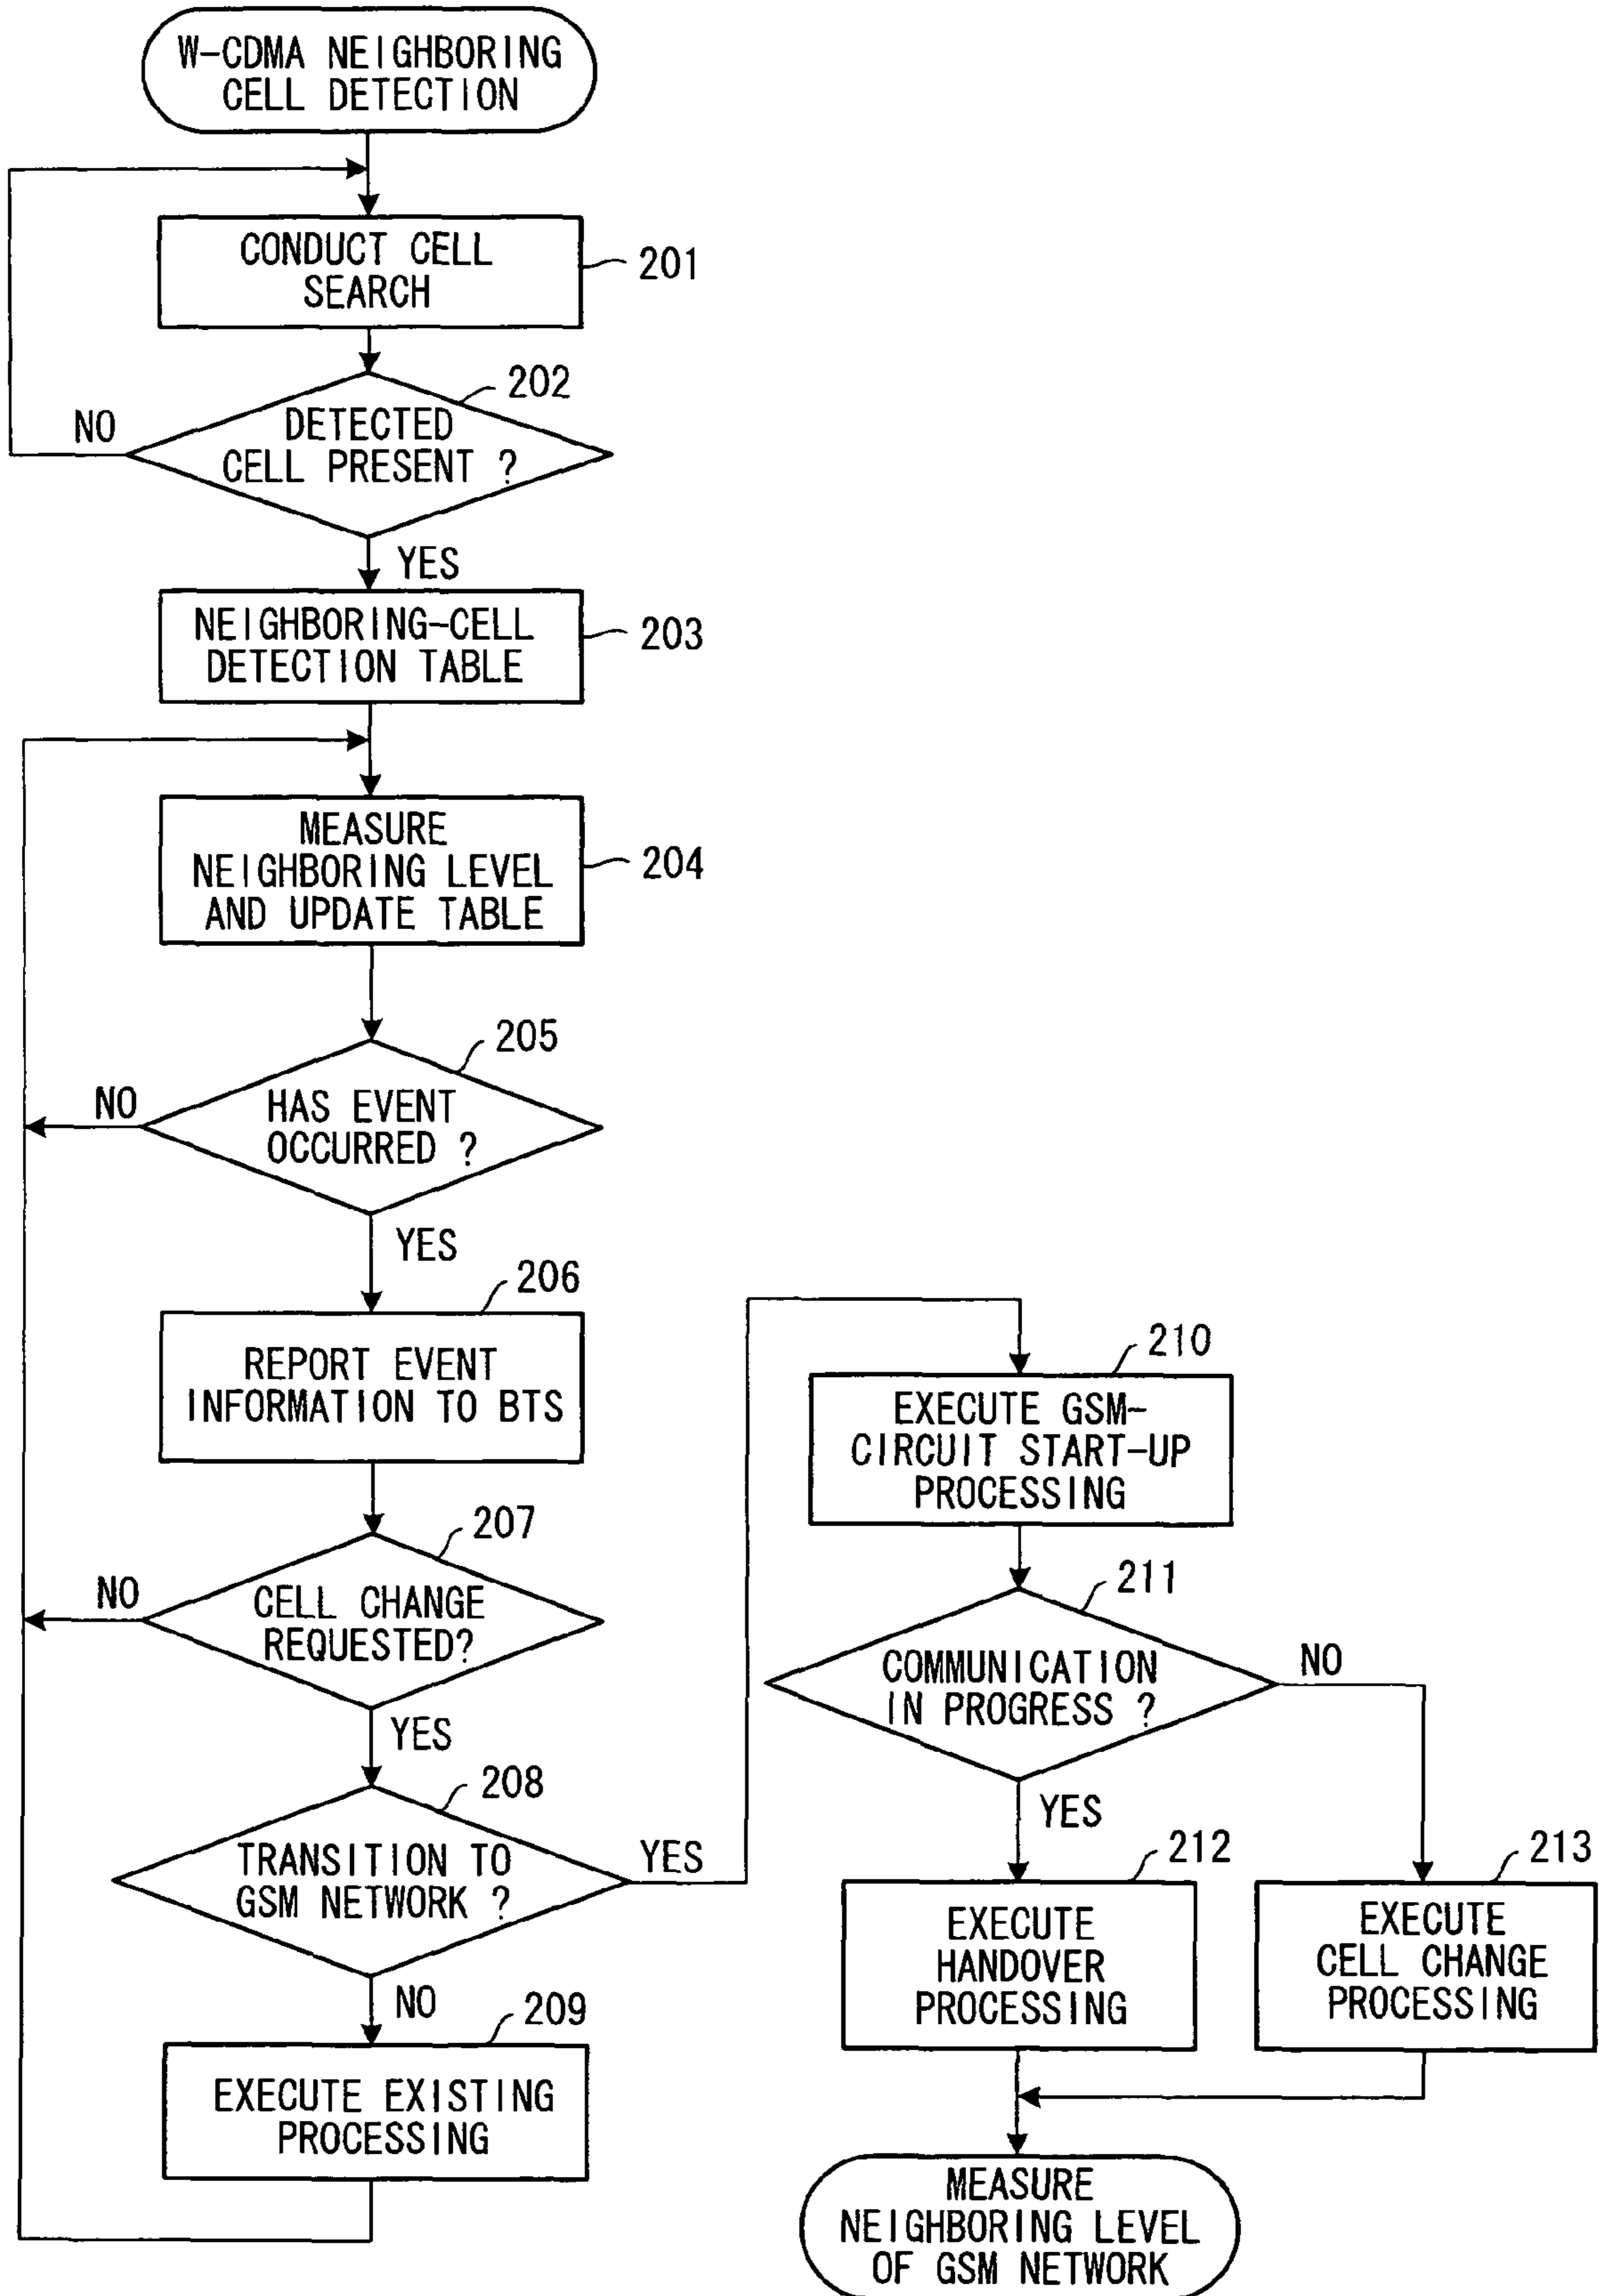 W-CDMA NEIGHBORING
CELL DETECTION
CONDUCT CELL
SEARCH
201
202
DETECTED
CELL PRESENT ?
NO
YES
NEIGHBORING-CELL
DETECTION TABLE
203
MEASURE
NEIGHBORING LEVEL
AND UPDATE TABLE
204
205
HAS EVENT
OCCURRED ?
NO
YES
206
REPORT EVENT
INFORMATION TO BTS
207
CELL CHANGE
REQUESTED?
NO
YES
208
TRANSITION TO
GSM NETWORK ?
YES
NO
209
EXECUTE EXISTING
PROCESSING
210
EXECUTE GSM-
CIRCUIT START-UP
PROCESSING
211
COMMUNICATION
IN PROGRESS ?
NO
YES
212
EXECUTE
HANDOVER
PROCESSING
213
EXECUTE
CELL CHANGE
PROCESSING
MEASURE
NEIGHBORING LEVEL
OF GSM NETWORK